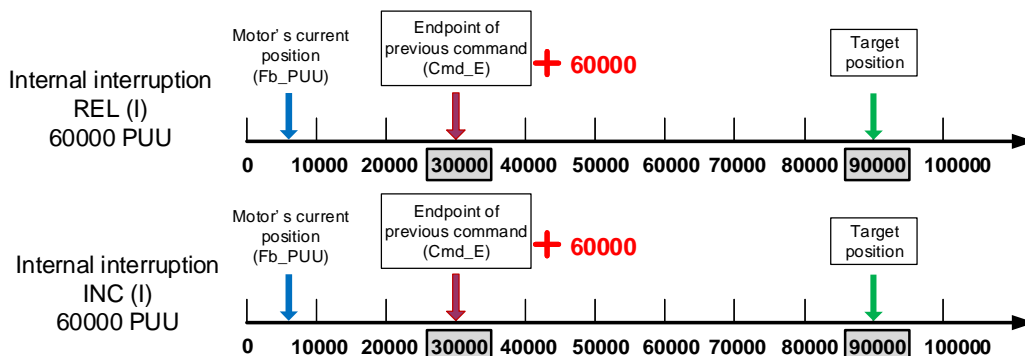 Internal interruption
REL (I)
60000 PUU
Motor’ s current
position
(Fb_PUU)
Endpoint of
previous command
(Cmd_E)
+ 60000
Target
position
0 10000 20000 30000 40000 50000 60000 70000 80000 90000 100000
Internal interruption
INC (I)
60000 PUU
Motor’ s current
position
(Fb_PUU)
Endpoint of
previous command
(Cmd_E)
+ 60000
Target
position
0 10000 20000 30000 40000 50000 60000 70000 80000 90000 100000